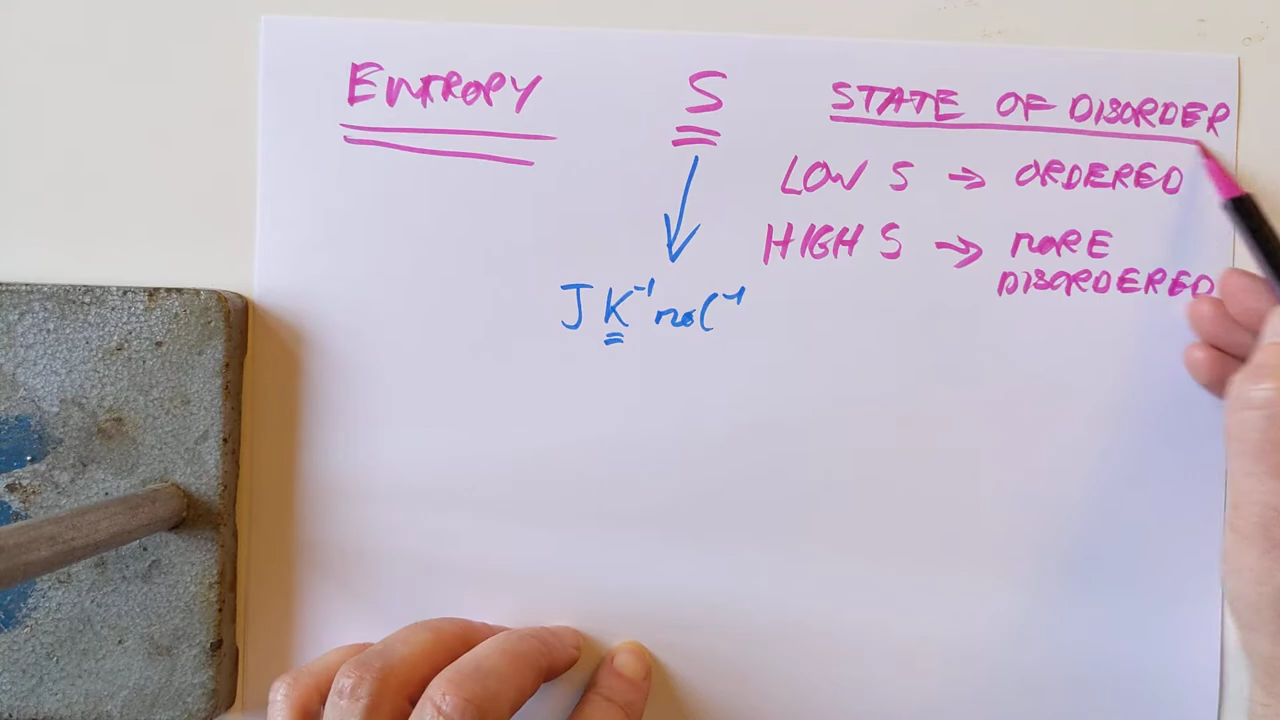 ENTROPY S STATE OF DISORDER
LOW S → ORDERED
HIGH S → MORE
DISORDERED
J K⁻¹ mol⁻¹